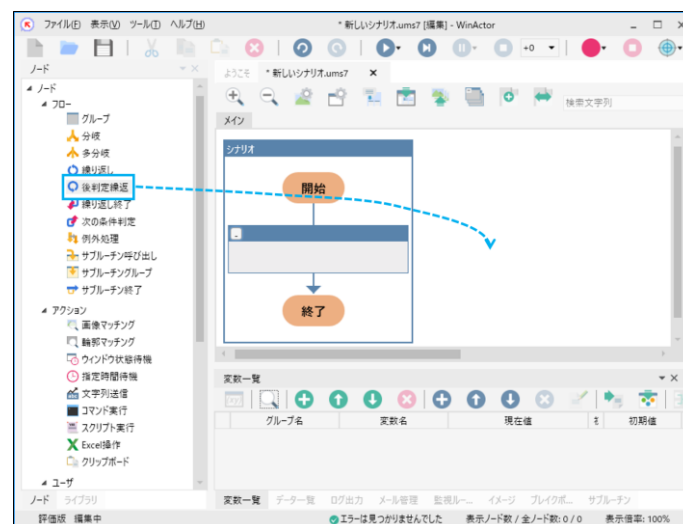 ファイル(F) 表示(V) ツール(T) ヘルプ(H)
* 新しいシナリオ.ums7 [編集] - WinActor
+0
ノード
ようこそ * 新しいシナリオ.ums7
検索文字列
メイン
ノード
フロー
グループ
分岐
多分岐
繰り返し
後判定繰返
繰り返し終了
次の条件判定
例外処理
サブルーチン呼び出し
サブルーチングループ
サブルーチン終了
アクション
画像マッチング
輪郭マッチング
ウィンドウ状態待機
指定時間待機
文字列送信
コマンド実行
スクリプト実行
Excel操作
クリップボード
ユーザ
ノード ライブラリ
シナリオ
開始
終了
変数一覧
グループ名 変数名 現在値 初期値
変数一覧 データ一覧 ログ出力 メール管理 監視ルー... イメージ ブレイクポ... サブルーチン
評価版 編集中
エラーは見つかりませんでした 表示ノード数 / 全ノード数: 0 / 0 表示倍率: 100%